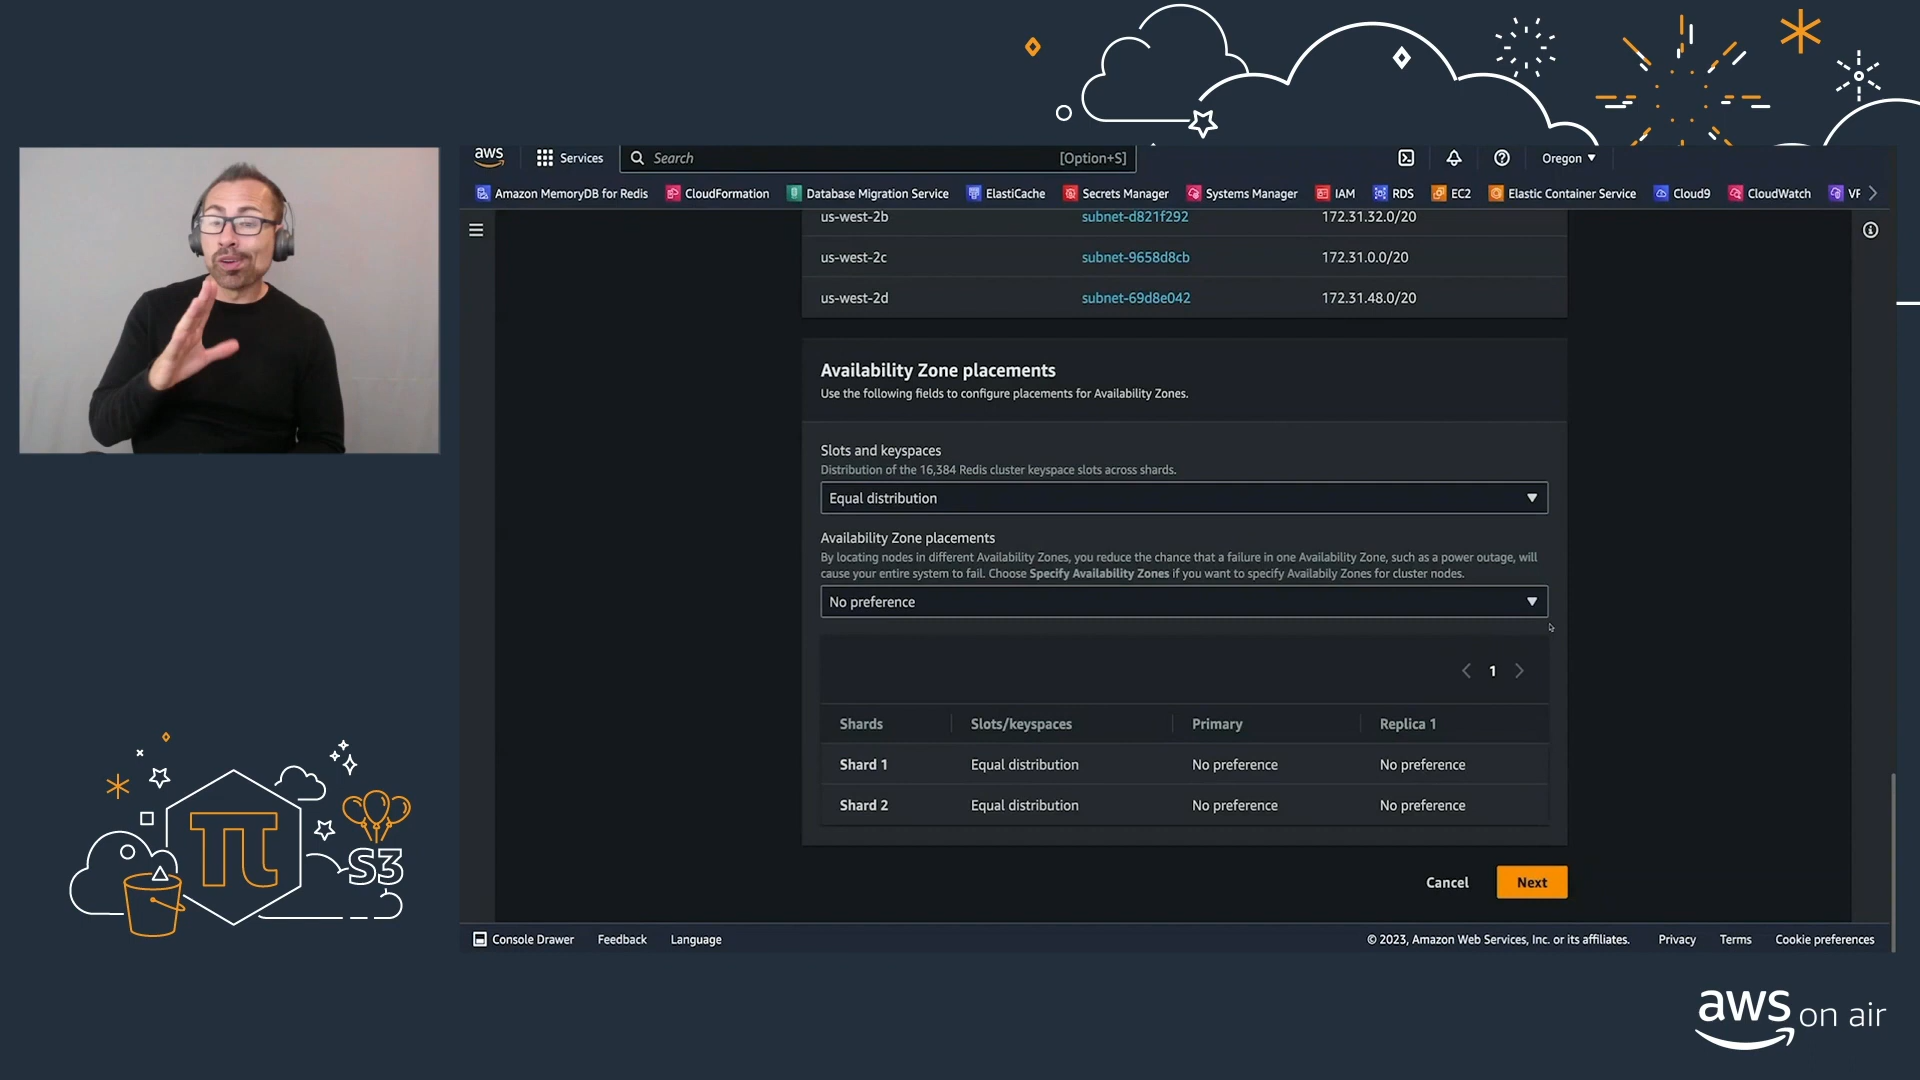 aws
Services
Search
[Option+S]
Oregon
Amazon MemoryDB for Redis
CloudFormation
Database Migration Service
ElastiCache
Secrets Manager
Systems Manager
IAM
RDS
EC2
Elastic Container Service
Cloud9
CloudWatch
us-west-2b subnet-d821f292 172.31.32.0/20
us-west-2c subnet-9658d8cb 172.31.0.0/20
us-west-2d subnet-69d8e042 172.31.48.0/20
Availability Zone placements
Use the following fields to configure placements for Availability Zones.
Slots and keyspaces
Distribution of the 16,384 Redis cluster keyspace slots across shards.
Equal distribution
Availability Zone placements
By locating nodes in different Availability Zones, you reduce the chance that a failure in one Availability Zone, such as a power outage, will
cause your entire system to fail. Choose Specify Availability Zones if you want to specify Availabily Zones for cluster nodes.
No preference
1
Shards Slots/keyspaces Primary Replica 1
Shard 1 Equal distribution No preference No preference
Shard 2 Equal distribution No preference No preference
Cancel
Next
Console Drawer
Feedback
Language
© 2023, Amazon Web Services, Inc. or its affiliates.
Privacy
Terms
Cookie preferences
π
S3
aws on air